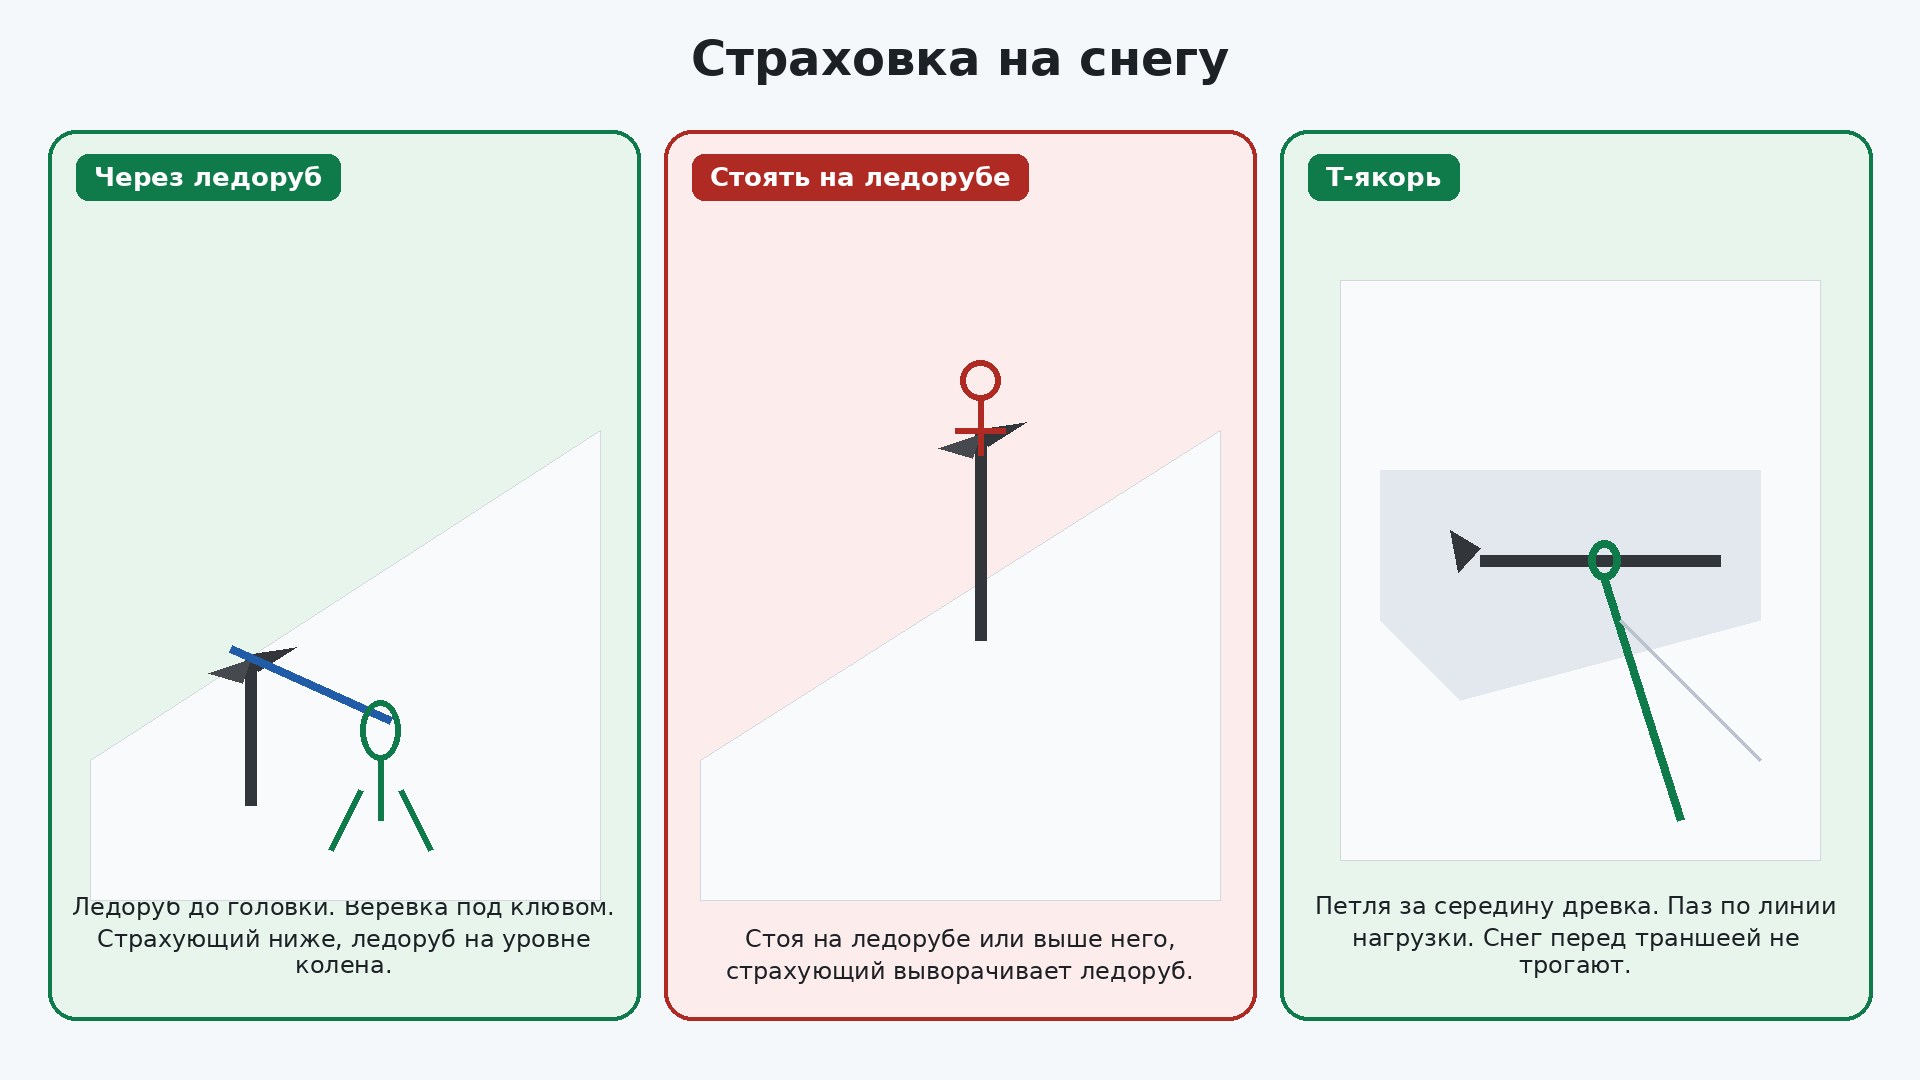 Страховка на снегу
Через ледоруб
Ледоруб до головки. Веревка под клювом.
Страхующий ниже, ледоруб на уровне
колена.
Стоять на ледорубе
Стоя на ледорубе или выше него,
страхующий выворачивает ледоруб.
Т-якорь
Петля за середину древка. Паз по линии
нагрузки. Снег перед траншеей не
трогают.